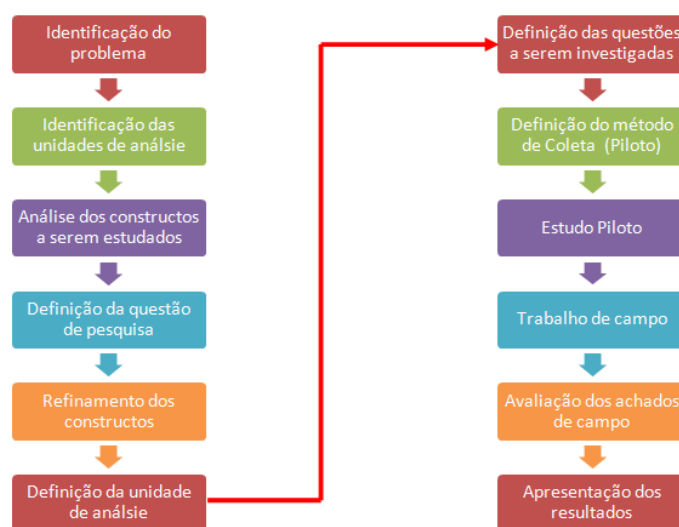 Identificação do
problema
Identificação das
unidades de análsie
Análise dos constructos
a serem estudados
Definição da questão
de pesquisa
Refinamento dos
constructos
Definição da unidade
de análsie
Definição das questões
a serem investigadas
Definição do método
de Coleta (Piloto)
Estudo Piloto
Trabalho de campo
Avaliação dos achados
de campo
Apresentação dos
resultados